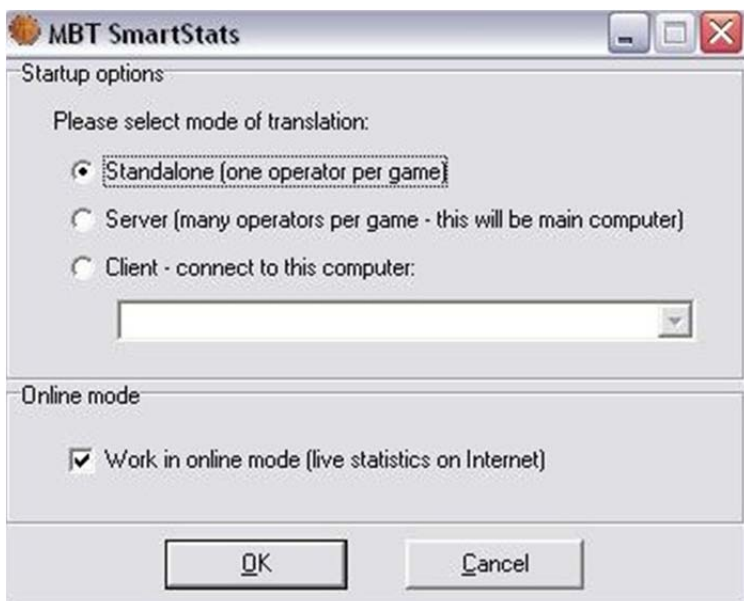 MBT SmartStats
Startup options
Please select mode of translation:
Standalone (one operator per game)
Server (many operators per game - this will be main computer)
Client - connect to this computer:
Online mode
Work in online mode (live statistics on Internet)
OK
Cancel